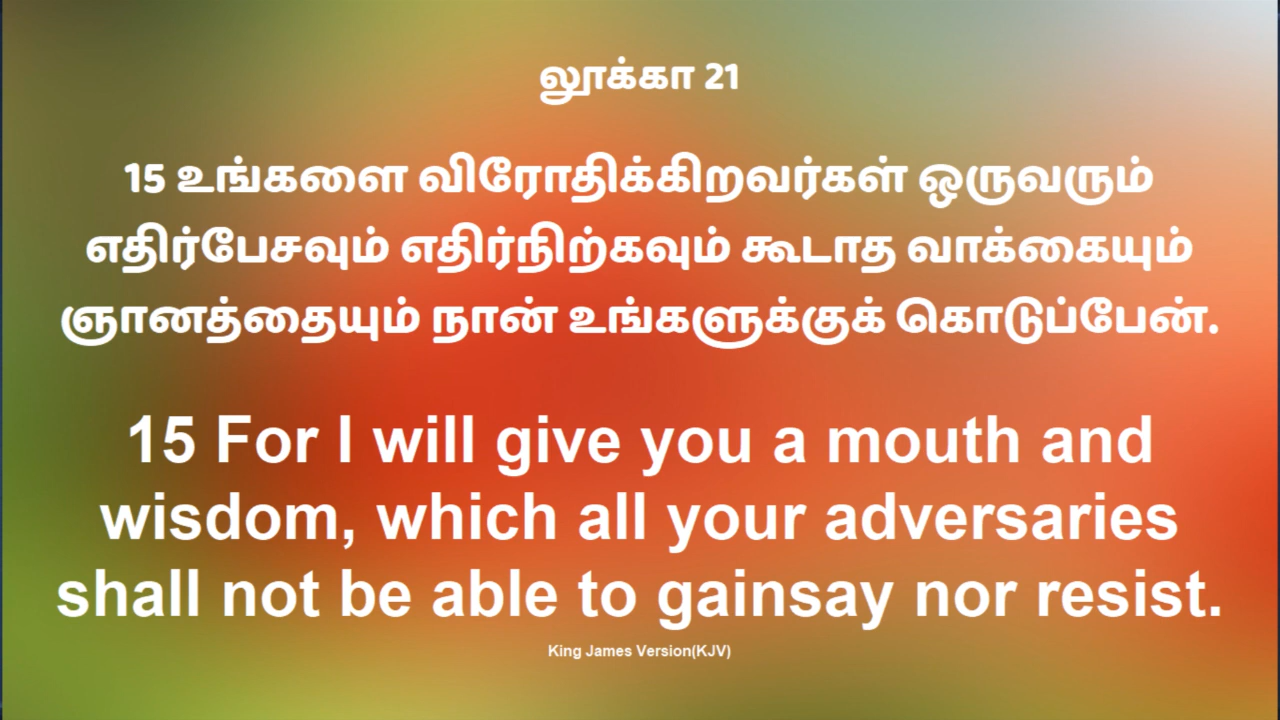 லூக்கா 21
15 உங்களை விரோதிக்கிறவர்கள் ஒருவரும்
எதிர்பேசவும் எதிர்நிற்கவும் கூடாத வாக்கையும்
ஞானத்தையும் நான் உங்களுக்குக் கொடுப்பேன்.
15 For I will give you a mouth and
wisdom, which all your adversaries
shall not be able to gainsay nor resist.
King James Version(KJV)